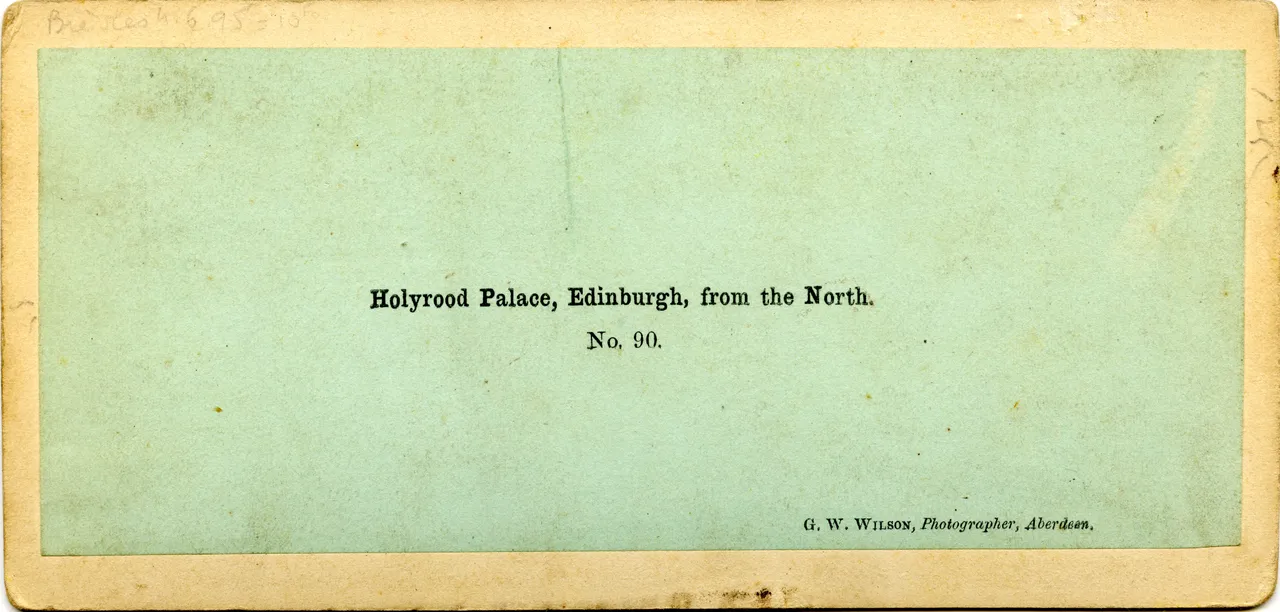 Holyrood Palace, Edinburgh, from the North.
No. 90.
G. W. WILSON, Photographer, Aberdeen.